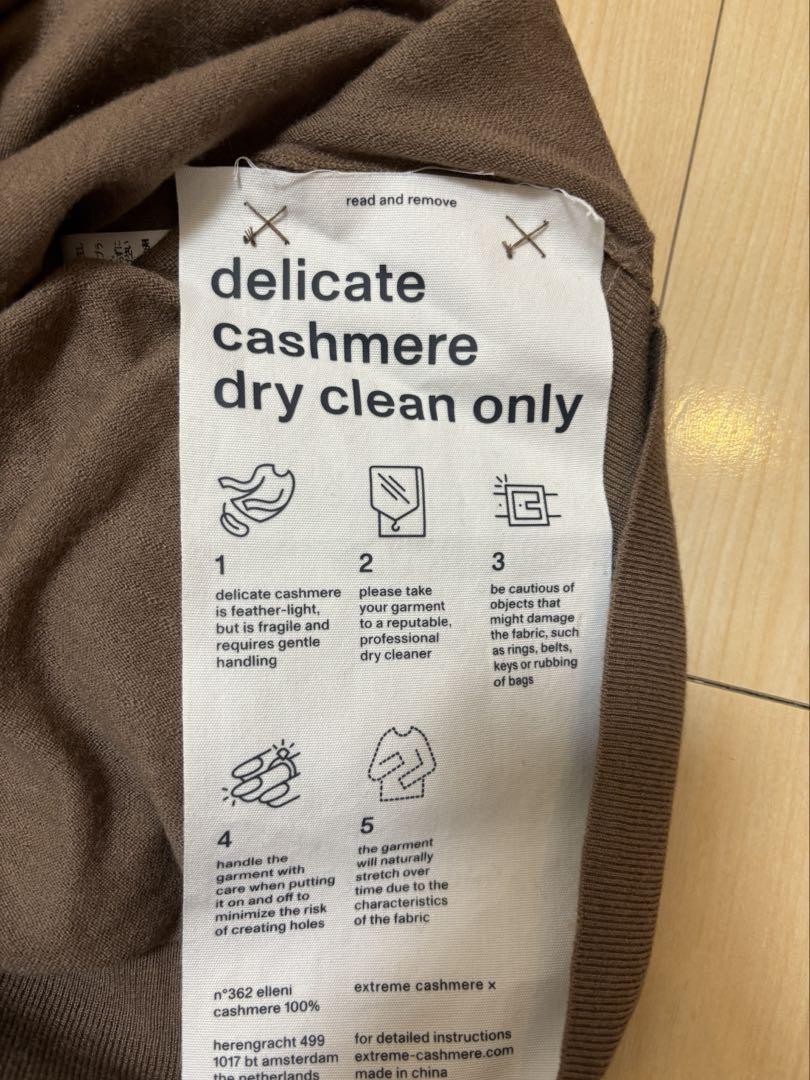 read and remove
delicate
cashmere
dry clean only
1
delicate cashmere
is feather-light,
but is fragile and
requires gentle
handling
2
please take
your garment
to a reputable,
professional
dry cleaner
3
be cautious of
objects that
might damage
the fabric, such
as rings, belts,
keys or rubbing
of bags
4
handle the
garment with
care when putting
it on and off to
minimize the risk
of creating holes
5
the garment
will naturally
stretch over
time due to the
characteristics
of the fabric
n°362 elleni
cashmere 100%
extreme cashmere x
herengracht 499
1017 bt amsterdam
the netherlands
for detailed instructions
extreme-cashmere.com
made in china